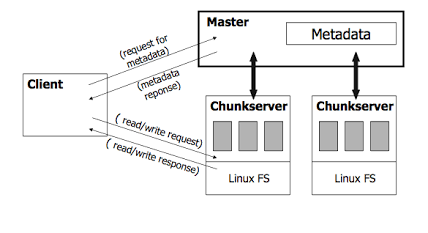 Master
Metadata
(request for
metadata)
(metadata
reponse)
Client
Chunkserver
Chunkserver
( read/write request)
( read/write response)
Linux FS
Linux FS